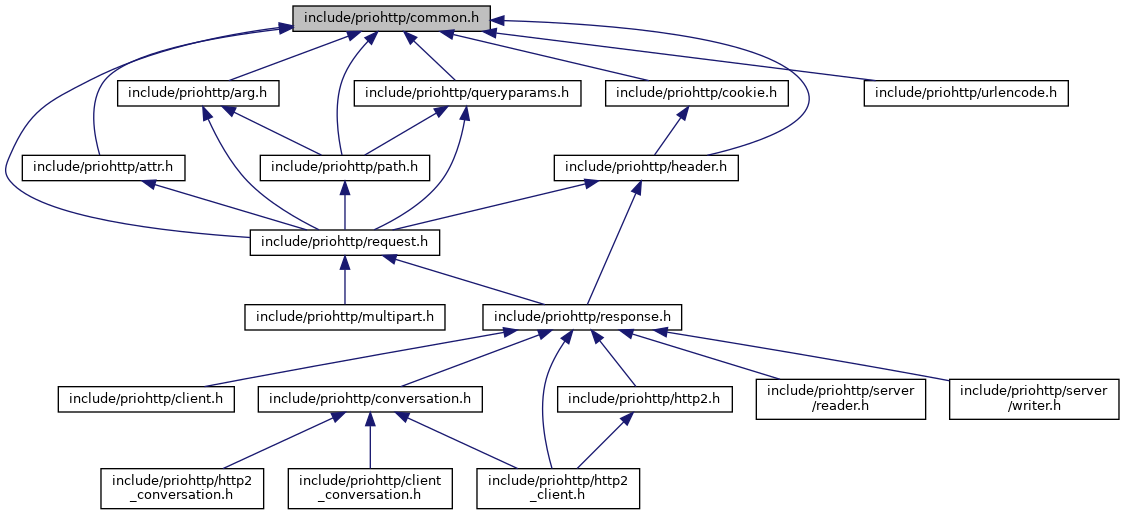 include/priohttp/common.h
include/priohttp/arg.h
include/priohttp/queryparams.h
include/priohttp/cookie.h
include/priohttp/urlencode.h
include/priohttp/attr.h
include/priohttp/path.h
include/priohttp/header.h
include/priohttp/request.h
include/priohttp/multipart.h
include/priohttp/response.h
include/priohttp/client.h
include/priohttp/conversation.h
include/priohttp/http2.h
include/priohttp/server
/reader.h
include/priohttp/server
/writer.h
include/priohttp/http2
_conversation.h
include/priohttp/client
_conversation.h
include/priohttp/http2
_client.h